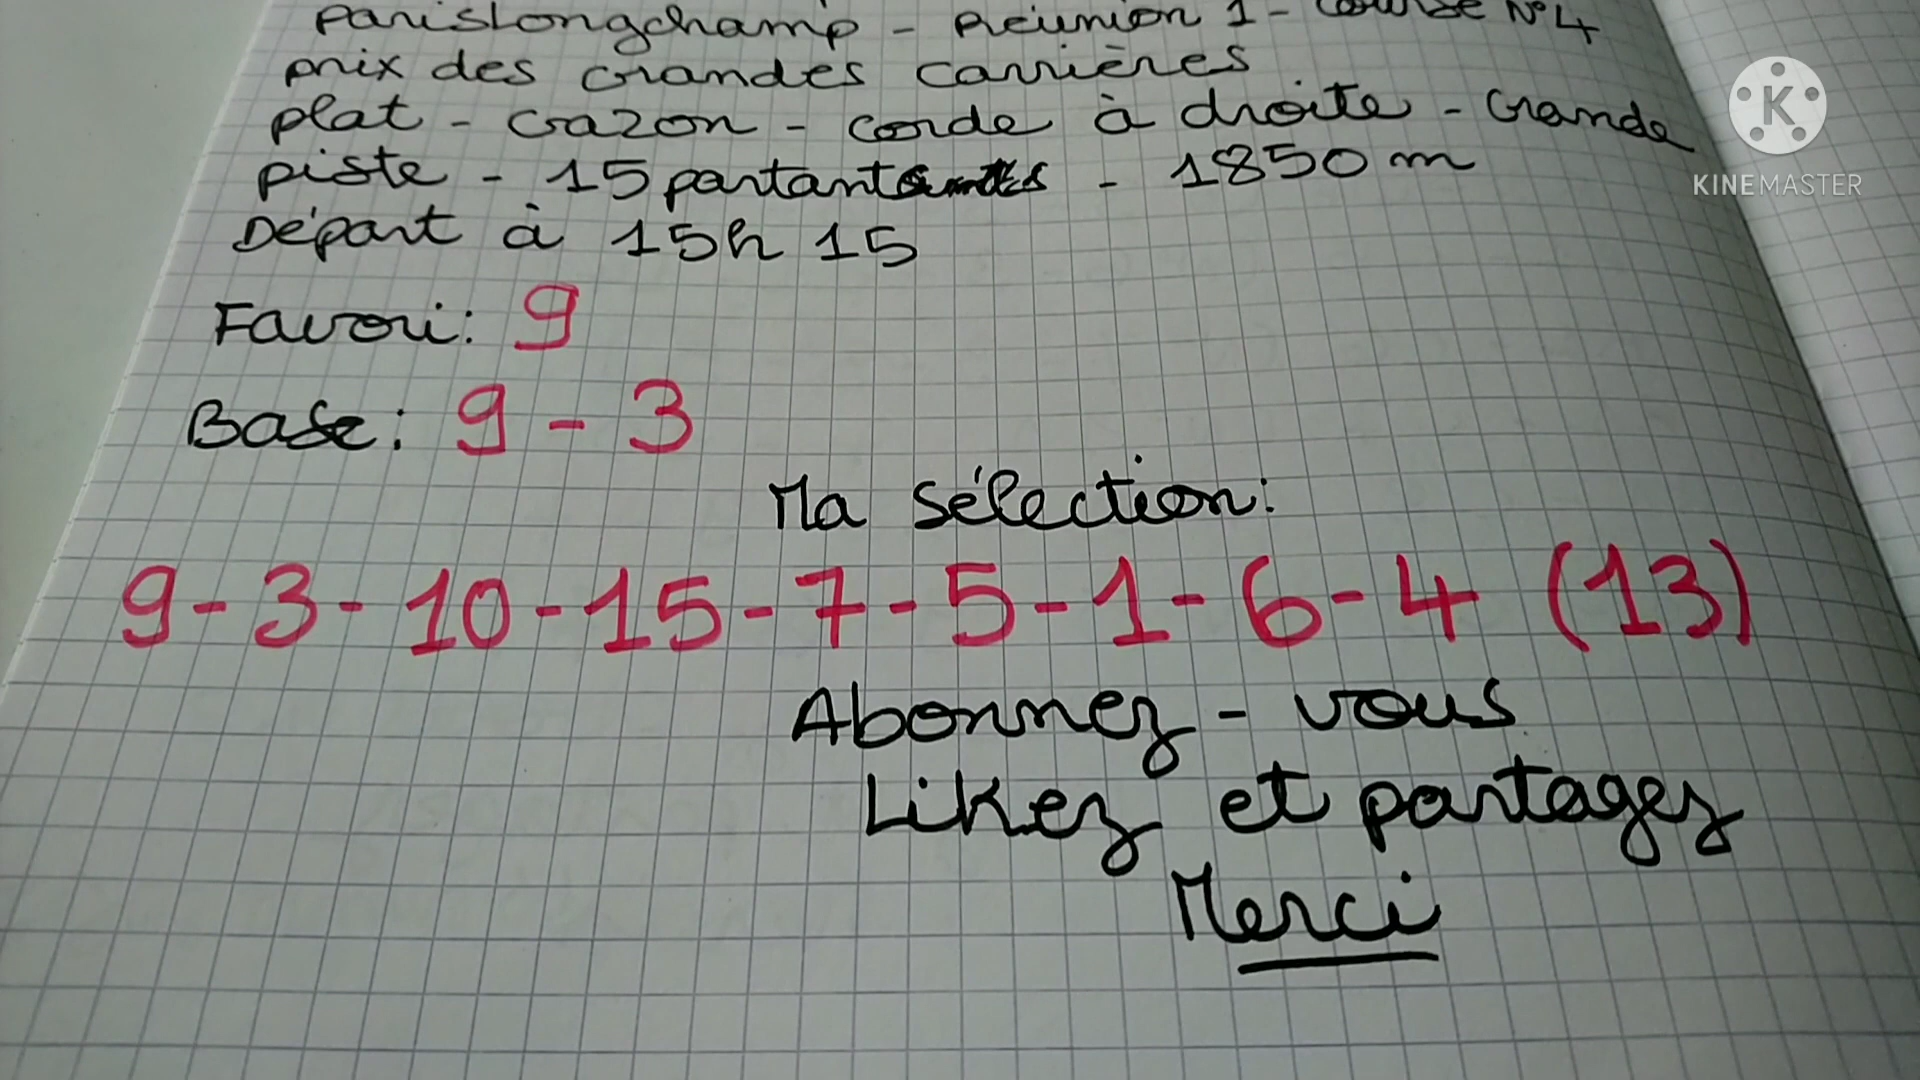 ParisLongchamp - Réunion 1 - Course N°4
prix des Grandes Carrières
plat - Gazon - corde à droite - Grande
piste - 15 partants - 1850 m
Départ à 15h 15
Favori: 9
Base: 9 - 3
Ma sélection:
9 - 3 - 10 - 15 - 7 - 5 - 1 - 6 - 4 (13)
Abonnez - vous
Likez et partagez
Merci
K
KINEMASTER